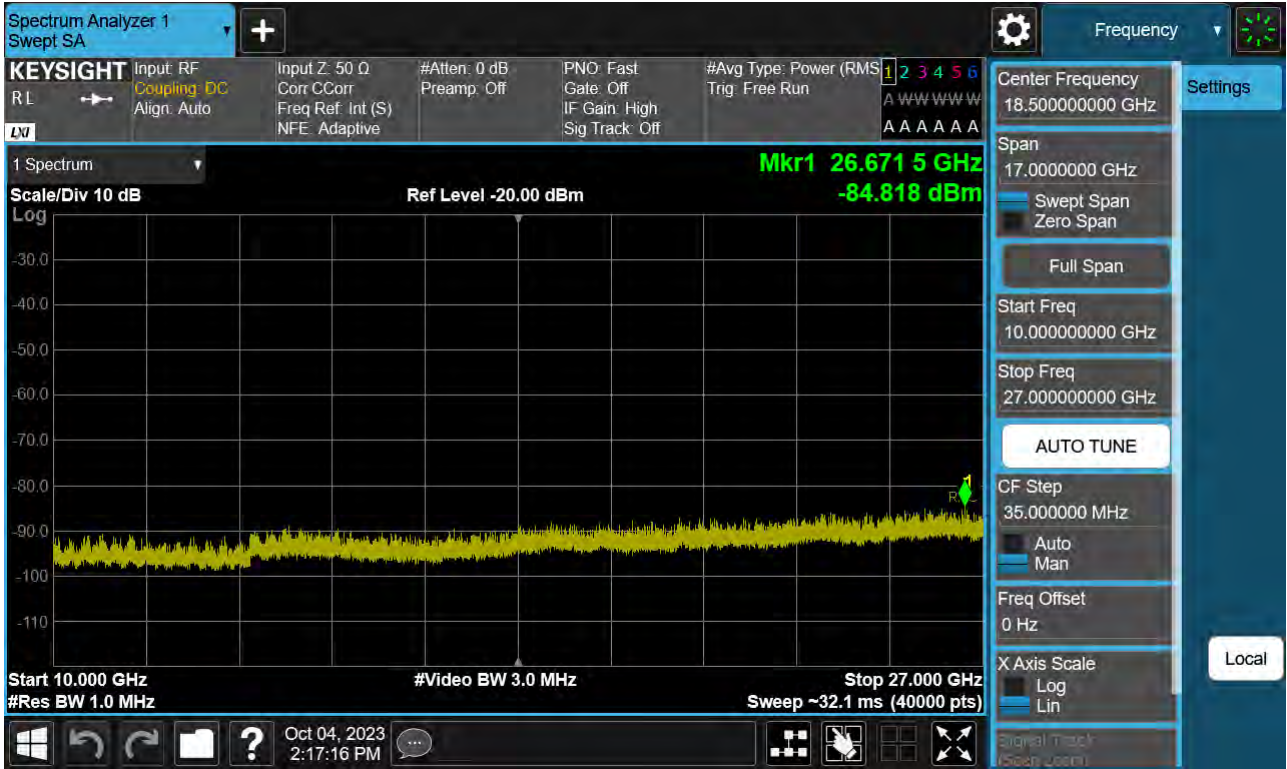 Spectrum Analyzer 1
Swept SA
Frequency
KEYSIGHT
R L
LXI
Input: RF
Coupling: DC
Align: Auto
Input Z: 50 Ω
Corr CCorr
Freq Ref: Int (S)
NFE: Adaptive
#Atten: 0 dB
Preamp: Off
PNO: Fast
Gate: Off
IF Gain: High
Sig Track: Off
#Avg Type: Power (RMS
Trig: Free Run
1 2 3 4 5 6
A W W W W W
A A A A A A
1 Spectrum
Scale/Div 10 dB
Log
Ref Level -20.00 dBm
Mkr1 26.671 5 GHz
-84.818 dBm
-30.0
-40.0
-50.0
-60.0
-70.0
-80.0
-90.0
-100
-110
1
Start 10.000 GHz
#Res BW 1.0 MHz
#Video BW 3.0 MHz
Stop 27.000 GHz
Sweep ~32.1 ms (40000 pts)
Oct 04, 2023
2:17:16 PM
Center Frequency
18.500000000 GHz
Span
17.0000000 GHz
Swept Span
Zero Span
Full Span
Start Freq
10.000000000 GHz
Stop Freq
27.000000000 GHz
AUTO TUNE
CF Step
35.000000 MHz
Auto
Man
Freq Offset
0 Hz
X Axis Scale
Log
Lin
Signal Track
(Span Zoom)
Settings
Local